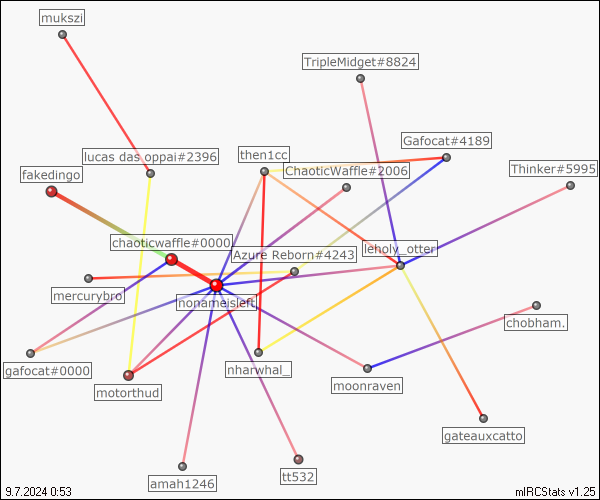 mukszi
TripleMidget#8824
Gafocat#4189
then1cc
lucas das oppai#2396
ChaoticWaffle#2006
Thinker#5995
fakedingo
chaoticwaffle#0000
leholy_otter
Azure Reborn#4243
mercurybro
nonameisleft
chobham.
gafocat#0000
nharwhal_
moonraven
motorthud
gateauxcatto
tt532
amah1246
9.7.2024 0:53
mIRCStats v1.25